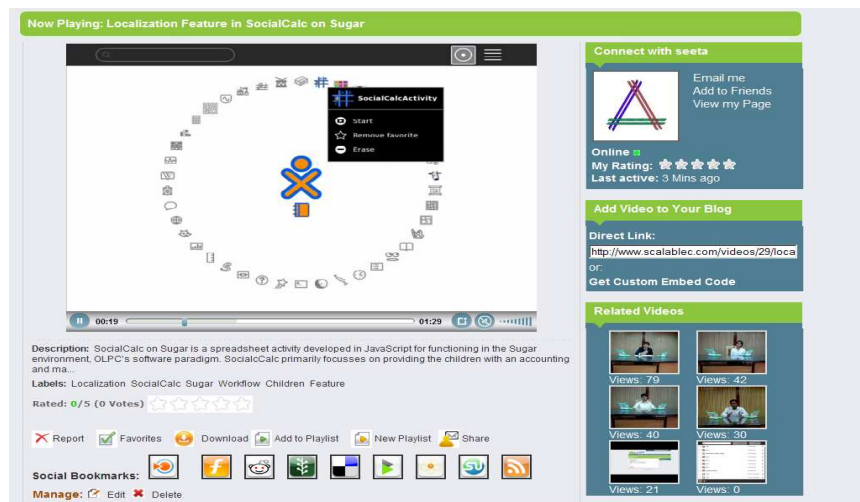 Now Playing: Localization Feature in SocialCalc on Sugar
SocialCalcActivity
Start
Remove favorite
Erase
00:19
01:29
Description: SocialCalc on Sugar is a spreadsheet activity developed in JavaScript for functioning in the Sugar
environment, OLPC's software paradigm. SocialcCalc primarily focusses on providing the children with an accounting
and ma...
Labels: Localization SocialCalc Sugar Workflow Children Feature
Rated: 0/5 (0 Votes)
Report Favorites Download Add to Playlist New Playlist Share
Social Bookmarks:
Manage: Edit Delete
Connect with seeta
Email me
Add to Friends
View my Page
Online
My Rating:
Last active: 3 Mins ago
Add Video to Your Blog
Direct Link:
http://www.scalablec.com/videos/29/loca
or:
Get Custom Embed Code
Related Videos
Views: 79 Views: 42
Views: 40 Views: 30
Views: 21 Views: 0